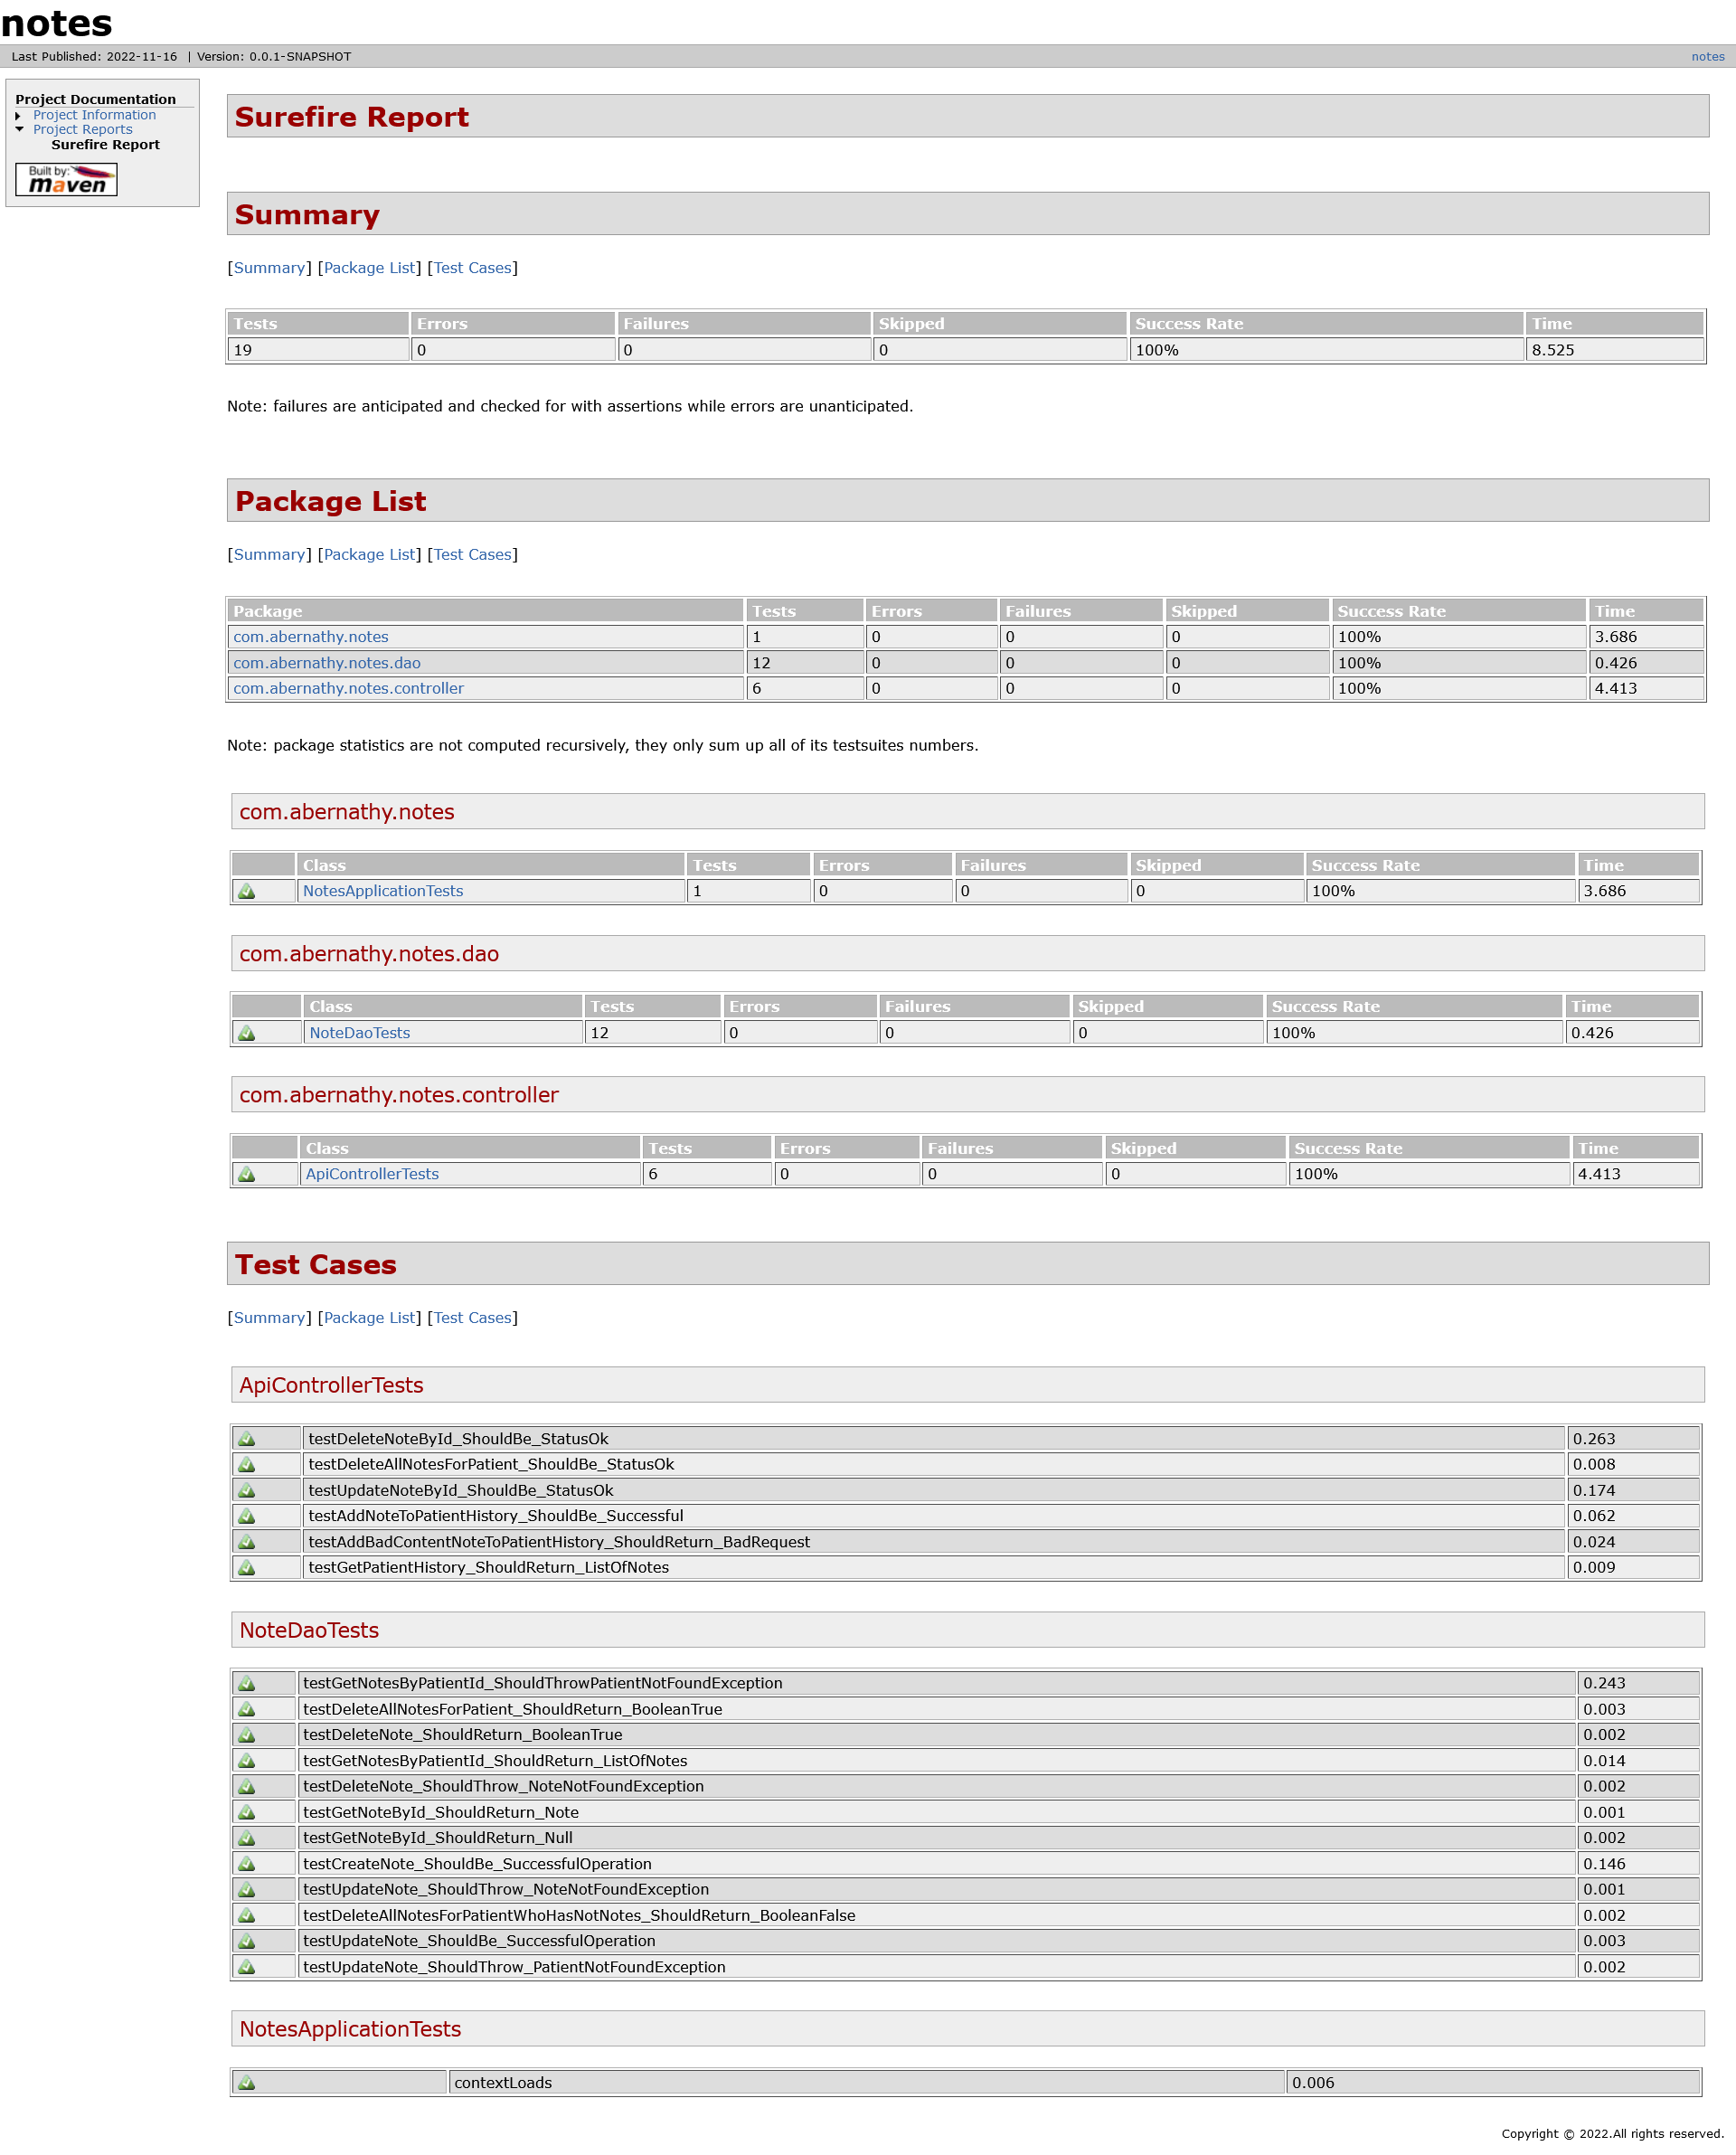 notes
Last Published: 2022-11-16 | Version: 0.0.1-SNAPSHOT notes
Project Documentation
Project Information
Project Reports
Surefire Report
Built by:
maven
Surefire Report
Summary
[Summary] [Package List] [Test Cases]
Tests Errors Failures Skipped Success Rate Time
19 0 0 0 100% 8.525
Note: failures are anticipated and checked for with assertions while errors are unanticipated.
Package List
[Summary] [Package List] [Test Cases]
Package Tests Errors Failures Skipped Success Rate Time
com.abernathy.notes 1 0 0 0 100% 3.686
com.abernathy.notes.dao 12 0 0 0 100% 0.426
com.abernathy.notes.controller 6 0 0 0 100% 4.413
Note: package statistics are not computed recursively, they only sum up all of its testsuites numbers.
com.abernathy.notes
Class Tests Errors Failures Skipped Success Rate Time
NotesApplicationTests 1 0 0 0 100% 3.686
com.abernathy.notes.dao
Class Tests Errors Failures Skipped Success Rate Time
NoteDaoTests 12 0 0 0 100% 0.426
com.abernathy.notes.controller
Class Tests Errors Failures Skipped Success Rate Time
ApiControllerTests 6 0 0 0 100% 4.413
Test Cases
[Summary] [Package List] [Test Cases]
ApiControllerTests
testDeleteNoteById_ShouldBe_StatusOk 0.263
testDeleteAllNotesForPatient_ShouldBe_StatusOk 0.008
testUpdateNoteById_ShouldBe_StatusOk 0.174
testAddNoteToPatientHistory_ShouldBe_Successful 0.062
testAddBadContentNoteToPatientHistory_ShouldReturn_BadRequest 0.024
testGetPatientHistory_ShouldReturn_ListOfNotes 0.009
NoteDaoTests
testGetNotesByPatientId_ShouldThrowPatientNotFoundException 0.243
testDeleteAllNotesForPatient_ShouldReturn_BooleanTrue 0.003
testDeleteNote_ShouldReturn_BooleanTrue 0.002
testGetNotesByPatientId_ShouldReturn_ListOfNotes 0.014
testDeleteNote_ShouldThrow_NoteNotFoundException 0.002
testGetNoteById_ShouldReturn_Note 0.001
testGetNoteById_ShouldReturn_Null 0.002
testCreateNote_ShouldBe_SuccessfulOperation 0.146
testUpdateNote_ShouldThrow_NoteNotFoundException 0.001
testDeleteAllNotesForPatientWhoHasNotNotes_ShouldReturn_BooleanFalse 0.002
testUpdateNote_ShouldBe_SuccessfulOperation 0.003
testUpdateNote_ShouldThrow_PatientNotFoundException 0.002
NotesApplicationTests
contextLoads 0.006
Copyright © 2022.All rights reserved.